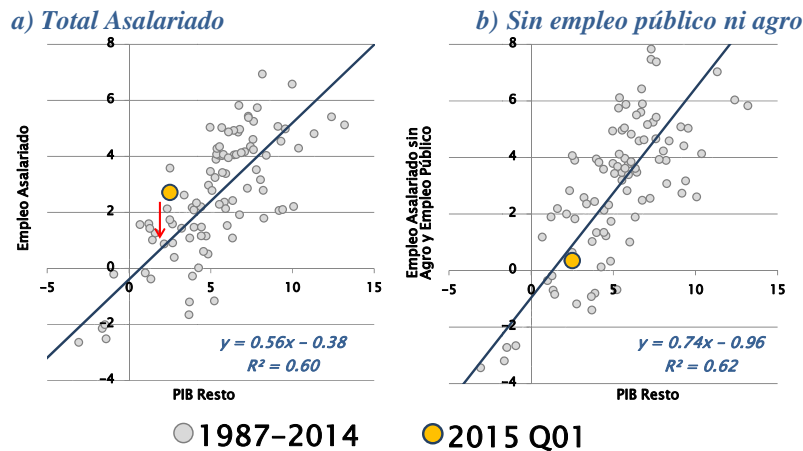 a) Total Asalariado
b) Sin empleo público ni agro
8
6
4
2
0
-2
-4
-5
0
5
10
15
Empleo Asalariado
PIB Resto
y = 0.56x – 0.38
R² = 0.60
8
6
4
2
0
-2
-4
-5
0
5
10
15
Empleo Asalariado sin
Agro y Empleo Público
PIB Resto
y = 0.74x – 0.96
R² = 0.62
1987–2014
2015 Q01